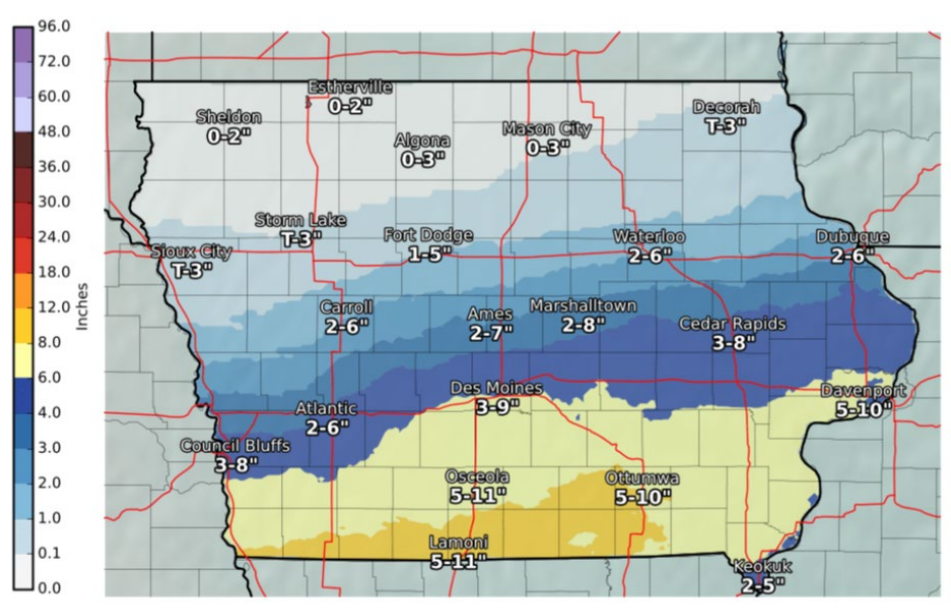 96.0
72.0
60.0
48.0
36.0
30.0
24.0
18.0
12.0
8.0
6.0
4.0
3.0
2.0
1.0
0.1
0.0
Inches
Estherville
0-2"
Sheldon
0-2"
Algona
0-3"
Mason City
0-3"
Decorah
T-3"
Storm Lake
T-3"
Sioux City
T-3"
Fort Dodge
1-5"
Waterloo
2-6"
Dubuque
2-6"
Carroll
2-6"
Ames
2-7"
Marshalltown
2-8"
Cedar Rapids
3-8"
Des Moines
3-9"
Davenport
5-10"
Atlantic
2-6"
Council Bluffs
3-8"
Osceola
5-11"
Ottumwa
5-10"
Lamoni
5-11"
Keokuk
2-5"